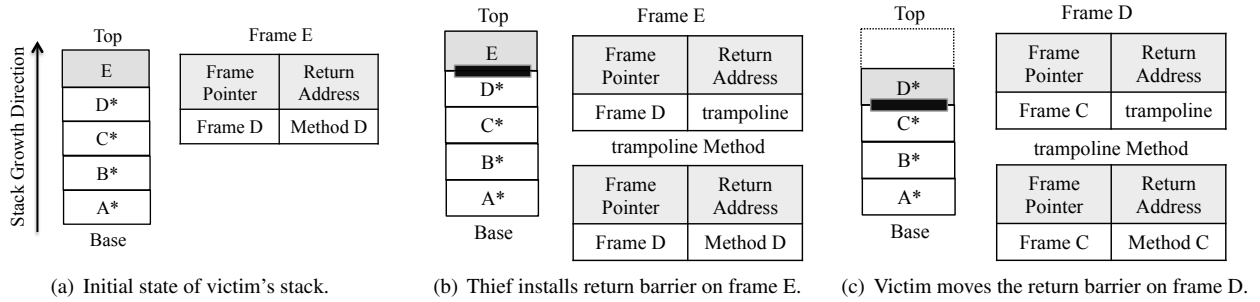 Stack Growth Direction
Top
E
D*
C*
B*
A*
Base
Frame E
Frame Pointer
Return Address
Frame D
Method D
(a) Initial state of victim's stack.
Top
E
D*
C*
B*
A*
Base
Frame E
Frame Pointer
Return Address
Frame D
trampoline
trampoline Method
Frame Pointer
Return Address
Frame D
Method D
(b) Thief installs return barrier on frame E.
Top
D*
C*
B*
A*
Base
Frame D
Frame Pointer
Return Address
Frame C
trampoline
trampoline Method
Frame Pointer
Return Address
Frame C
Method C
(c) Victim moves the return barrier on frame D.